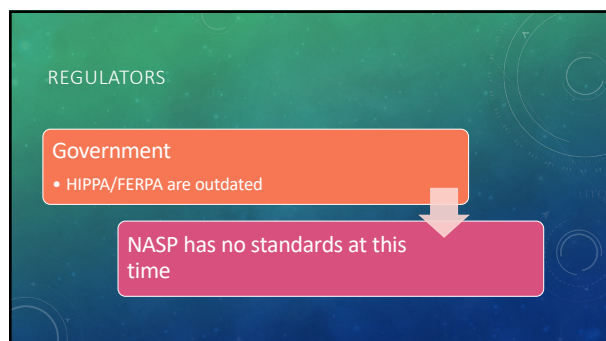 REGULATORS
Government
• HIPPA/FERPA are outdated
NASP has no standards at this
time